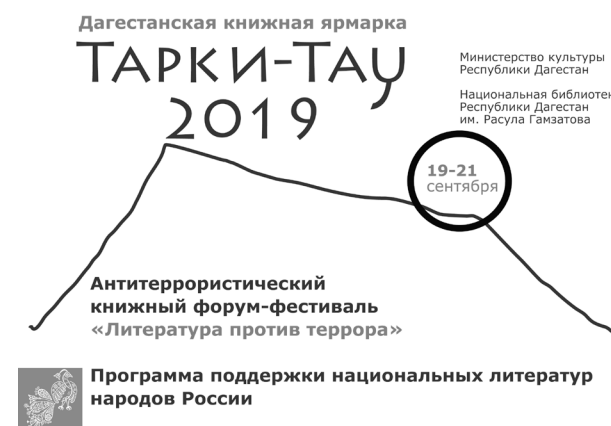 Дагестанская книжная ярмарка
ТАРКИ-ТАУ
2019
Министерство культуры
Республики Дагестан
Национальная библиотек
Республики Дагестан
им. Расула Гамзатова
19-21
сентября
Антитеррористический
книжный форум-фестиваль
«Литература против террора»
Программа поддержки национальных литератур
народов России